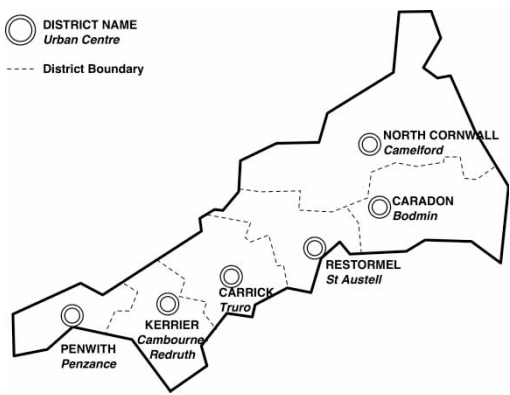 DISTRICT NAME
Urban Centre
District Boundary
NORTH CORNWALL
Camelford
CARADON
Bodmin
RESTORMEL
St Austell
CARRICK
Truro
KERRIER
Cambourne
Redruth
PENWITH
Penzance